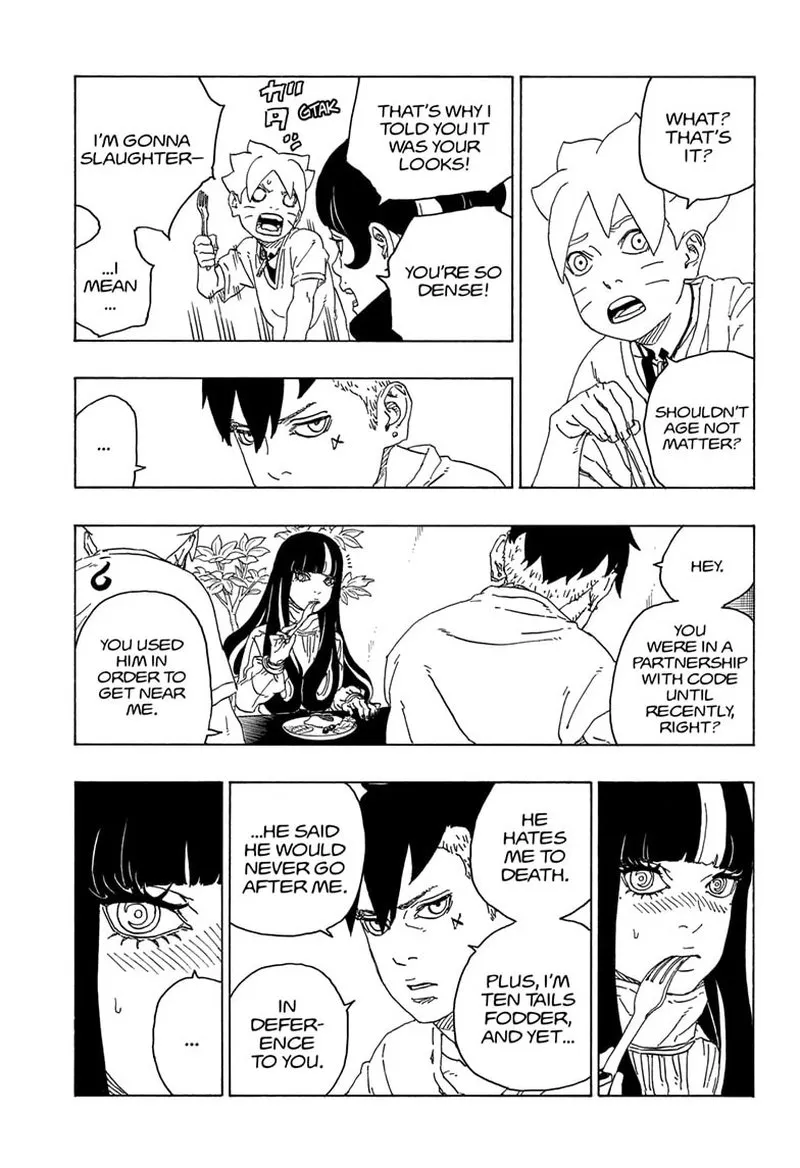 WHAT?
THAT'S
IT?
SHOULDN'T
AGE NOT
MATTER?
THAT'S WHY I
TOLD YOU IT
WAS YOUR
LOOKS!
YOU'RE SO
DENSE!
ガタッ
GTAK
I'M GONNA
SLAUGHTER—
...I
MEAN
...
...
HEY.
YOU
WERE IN A
PARTNERSHIP
WITH CODE
UNTIL
RECENTLY,
RIGHT?
YOU USED
HIM IN
ORDER TO
GET NEAR
ME.
HE
HATES
ME TO
DEATH.
PLUS, I'M
TEN TAILS
FODDER,
AND YET...
...HE SAID
HE WOULD
NEVER GO
AFTER ME.
IN
DEFER-
ENCE
TO YOU.
...